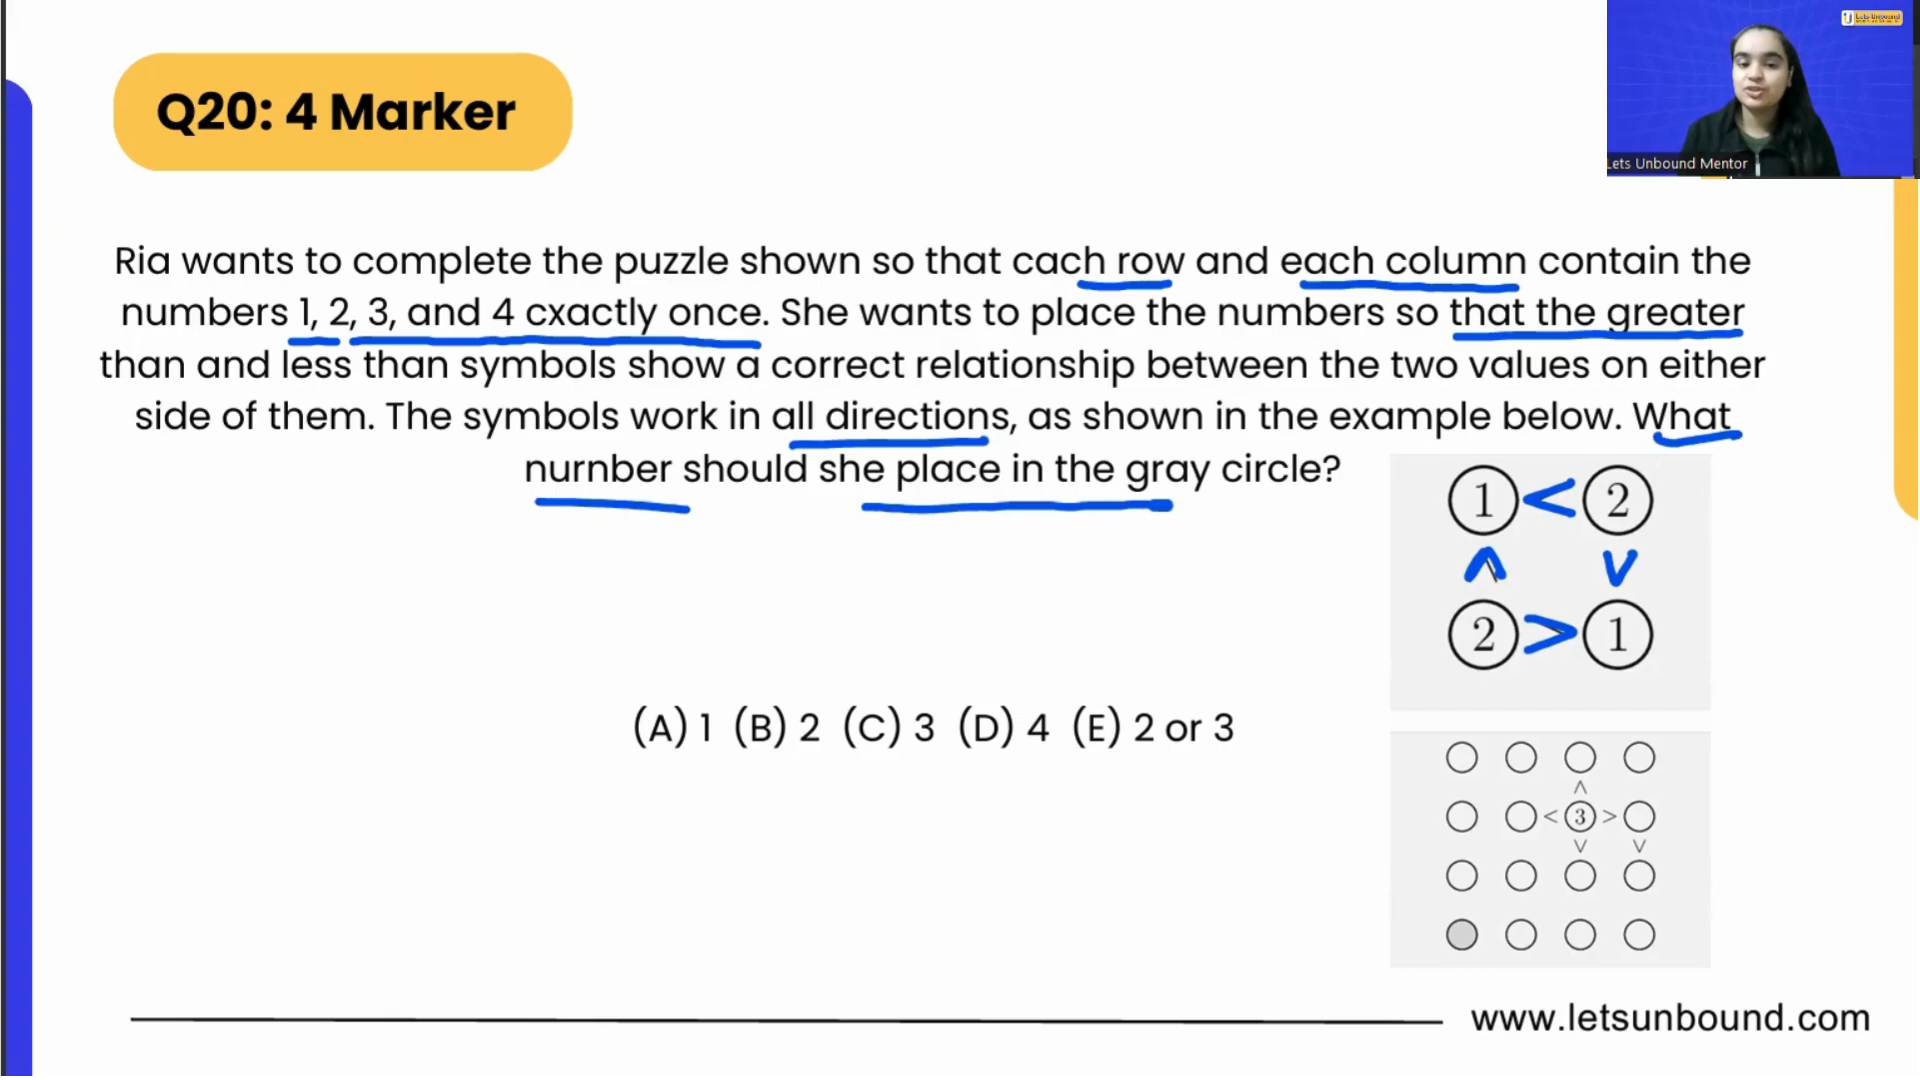 Lets Unbound
Lets Unbound Mentor
Q20: 4 Marker
Ria wants to complete the puzzle shown so that cach row and each column contain the
numbers 1, 2, 3, and 4 cxactly once. She wants to place the numbers so that the greater
than and less than symbols show a correct relationship between the two values on either
side of them. The symbols work in all directions, as shown in the example below. What
nurnber should she place in the gray circle?
1 < 2
∧ ∨
2 > 1
(A) 1 (B) 2 (C) 3 (D) 4 (E) 2 or 3
∧
< 3 >
∨ ∨
www.letsunbound.com